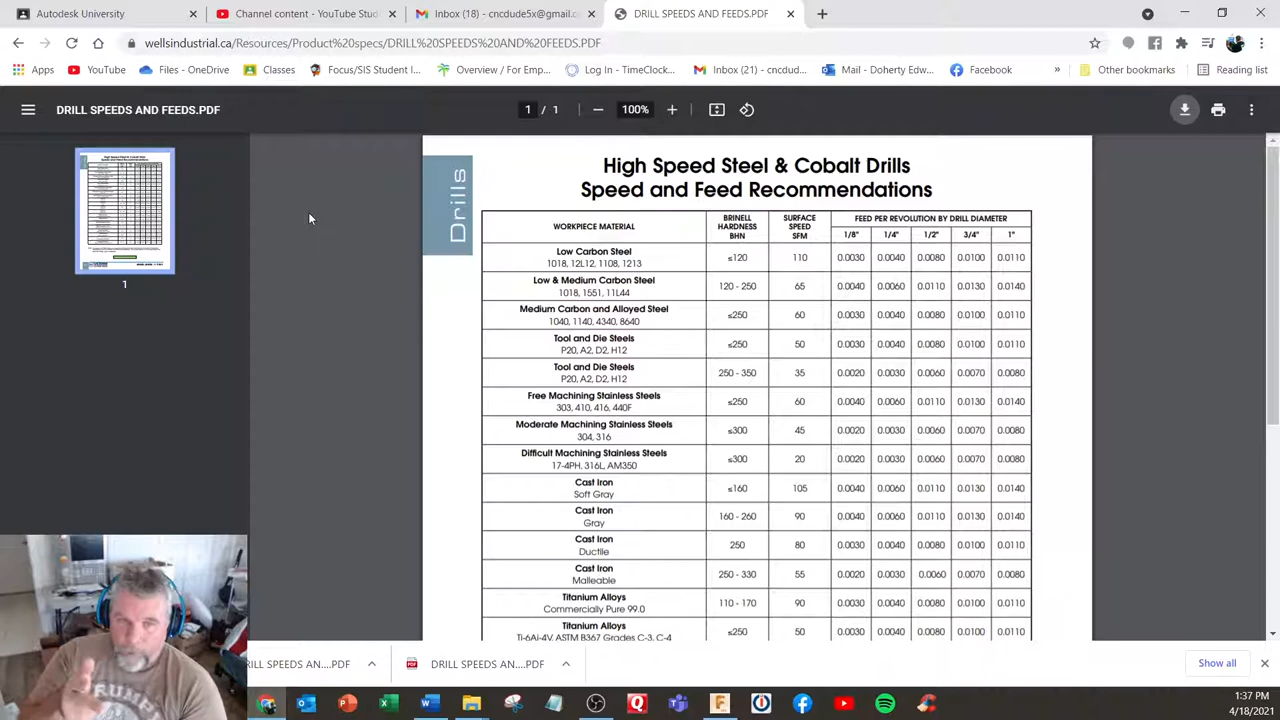 Autodesk University
Channel content - YouTube Stud
Inbox (18) - cncdude5x@gmail.c
DRILL SPEEDS AND FEEDS.PDF
wellsindustrial.ca/Resources/Product%20specs/DRILL%20SPEEDS%20AND%20FEEDS.PDF
Apps
YouTube
Files - OneDrive
Classes
Focus/SIS Student I...
Overview / For Emp...
Log In - TimeClock...
Inbox (21) - cncdud...
Mail - Doherty Edw...
Facebook
»
Other bookmarks
Reading list
DRILL SPEEDS AND FEEDS.PDF
1 / 1
100%
1
Drills
High Speed Steel & Cobalt Drills
Speed and Feed Recommendations
WORKPIECE MATERIAL
BRINELL HARDNESS BHN
SURFACE SPEED SFM
FEED PER REVOLUTION BY DRILL DIAMETER
1/8" 1/4" 1/2" 3/4" 1"
Low Carbon Steel
1018, 12L12, 1108, 1213
≤120 110 0.0030 0.0040 0.0080 0.0100 0.0110
Low & Medium Carbon Steel
1018, 1551, 11L44
120 - 250 65 0.0040 0.0060 0.0110 0.0130 0.0140
Medium Carbon and Alloyed Steel
1040, 1140, 4340, 8640
≤250 60 0.0030 0.0040 0.0080 0.0100 0.0110
Tool and Die Steels
P20, A2, D2, H12
≤250 50 0.0030 0.0040 0.0080 0.0100 0.0110
Tool and Die Steels
P20, A2, D2, H12
250 - 350 35 0.0020 0.0030 0.0060 0.0070 0.0080
Free Machining Stainless Steels
303, 410, 416, 440F
≤250 60 0.0040 0.0060 0.0110 0.0130 0.0140
Moderate Machining Stainless Steels
304, 316
≤300 45 0.0020 0.0030 0.0060 0.0070 0.0080
Difficult Machining Stainless Steels
17-4PH, 316L, AM350
≤300 20 0.0020 0.0030 0.0060 0.0070 0.0080
Cast Iron
Soft Gray
≤160 105 0.0040 0.0060 0.0110 0.0130 0.0140
Cast Iron
Gray
160 - 260 90 0.0040 0.0060 0.0110 0.0130 0.0140
Cast Iron
Ductile
250 80 0.0030 0.0040 0.0080 0.0100 0.0110
Cast Iron
Malleable
250 - 330 55 0.0020 0.0030 0.0060 0.0070 0.0080
Titanium Alloys
Commercially Pure 99.0
110 - 170 90 0.0030 0.0040 0.0080 0.0100 0.0110
Titanium Alloys
Ti-6Al-4V, ASTM B367 Grades C-3, C-4
≤250 50 0.0030 0.0040 0.0080 0.0100 0.0110
RILL SPEEDS AN....PDF
DRILL SPEEDS AN....PDF
Show all
1:37 PM
4/18/2021